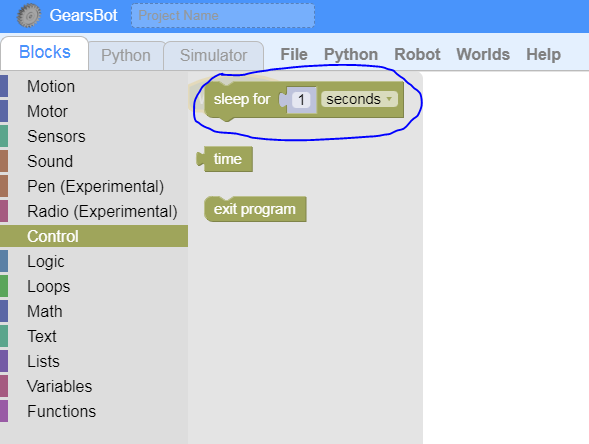 GearsBot Project Name
Blocks Python Simulator File Python Robot Worlds Help
Motion
Motor
Sensors
Sound
Pen (Experimental)
Radio (Experimental)
Control
Logic
Loops
Math
Text
Lists
Variables
Functions
sleep for 1 seconds
time
exit program